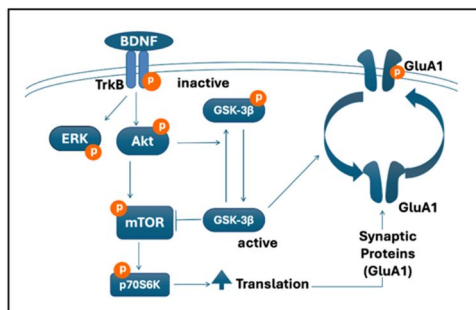 BDNF
TrkB
P
inactive
GluA1
P
P
GSK-3β
ERK
P
P
Akt
GluA1
P
mTOR
GSK-3β
active
Synaptic
Proteins
(GluA1)
P
p70S6K
Translation